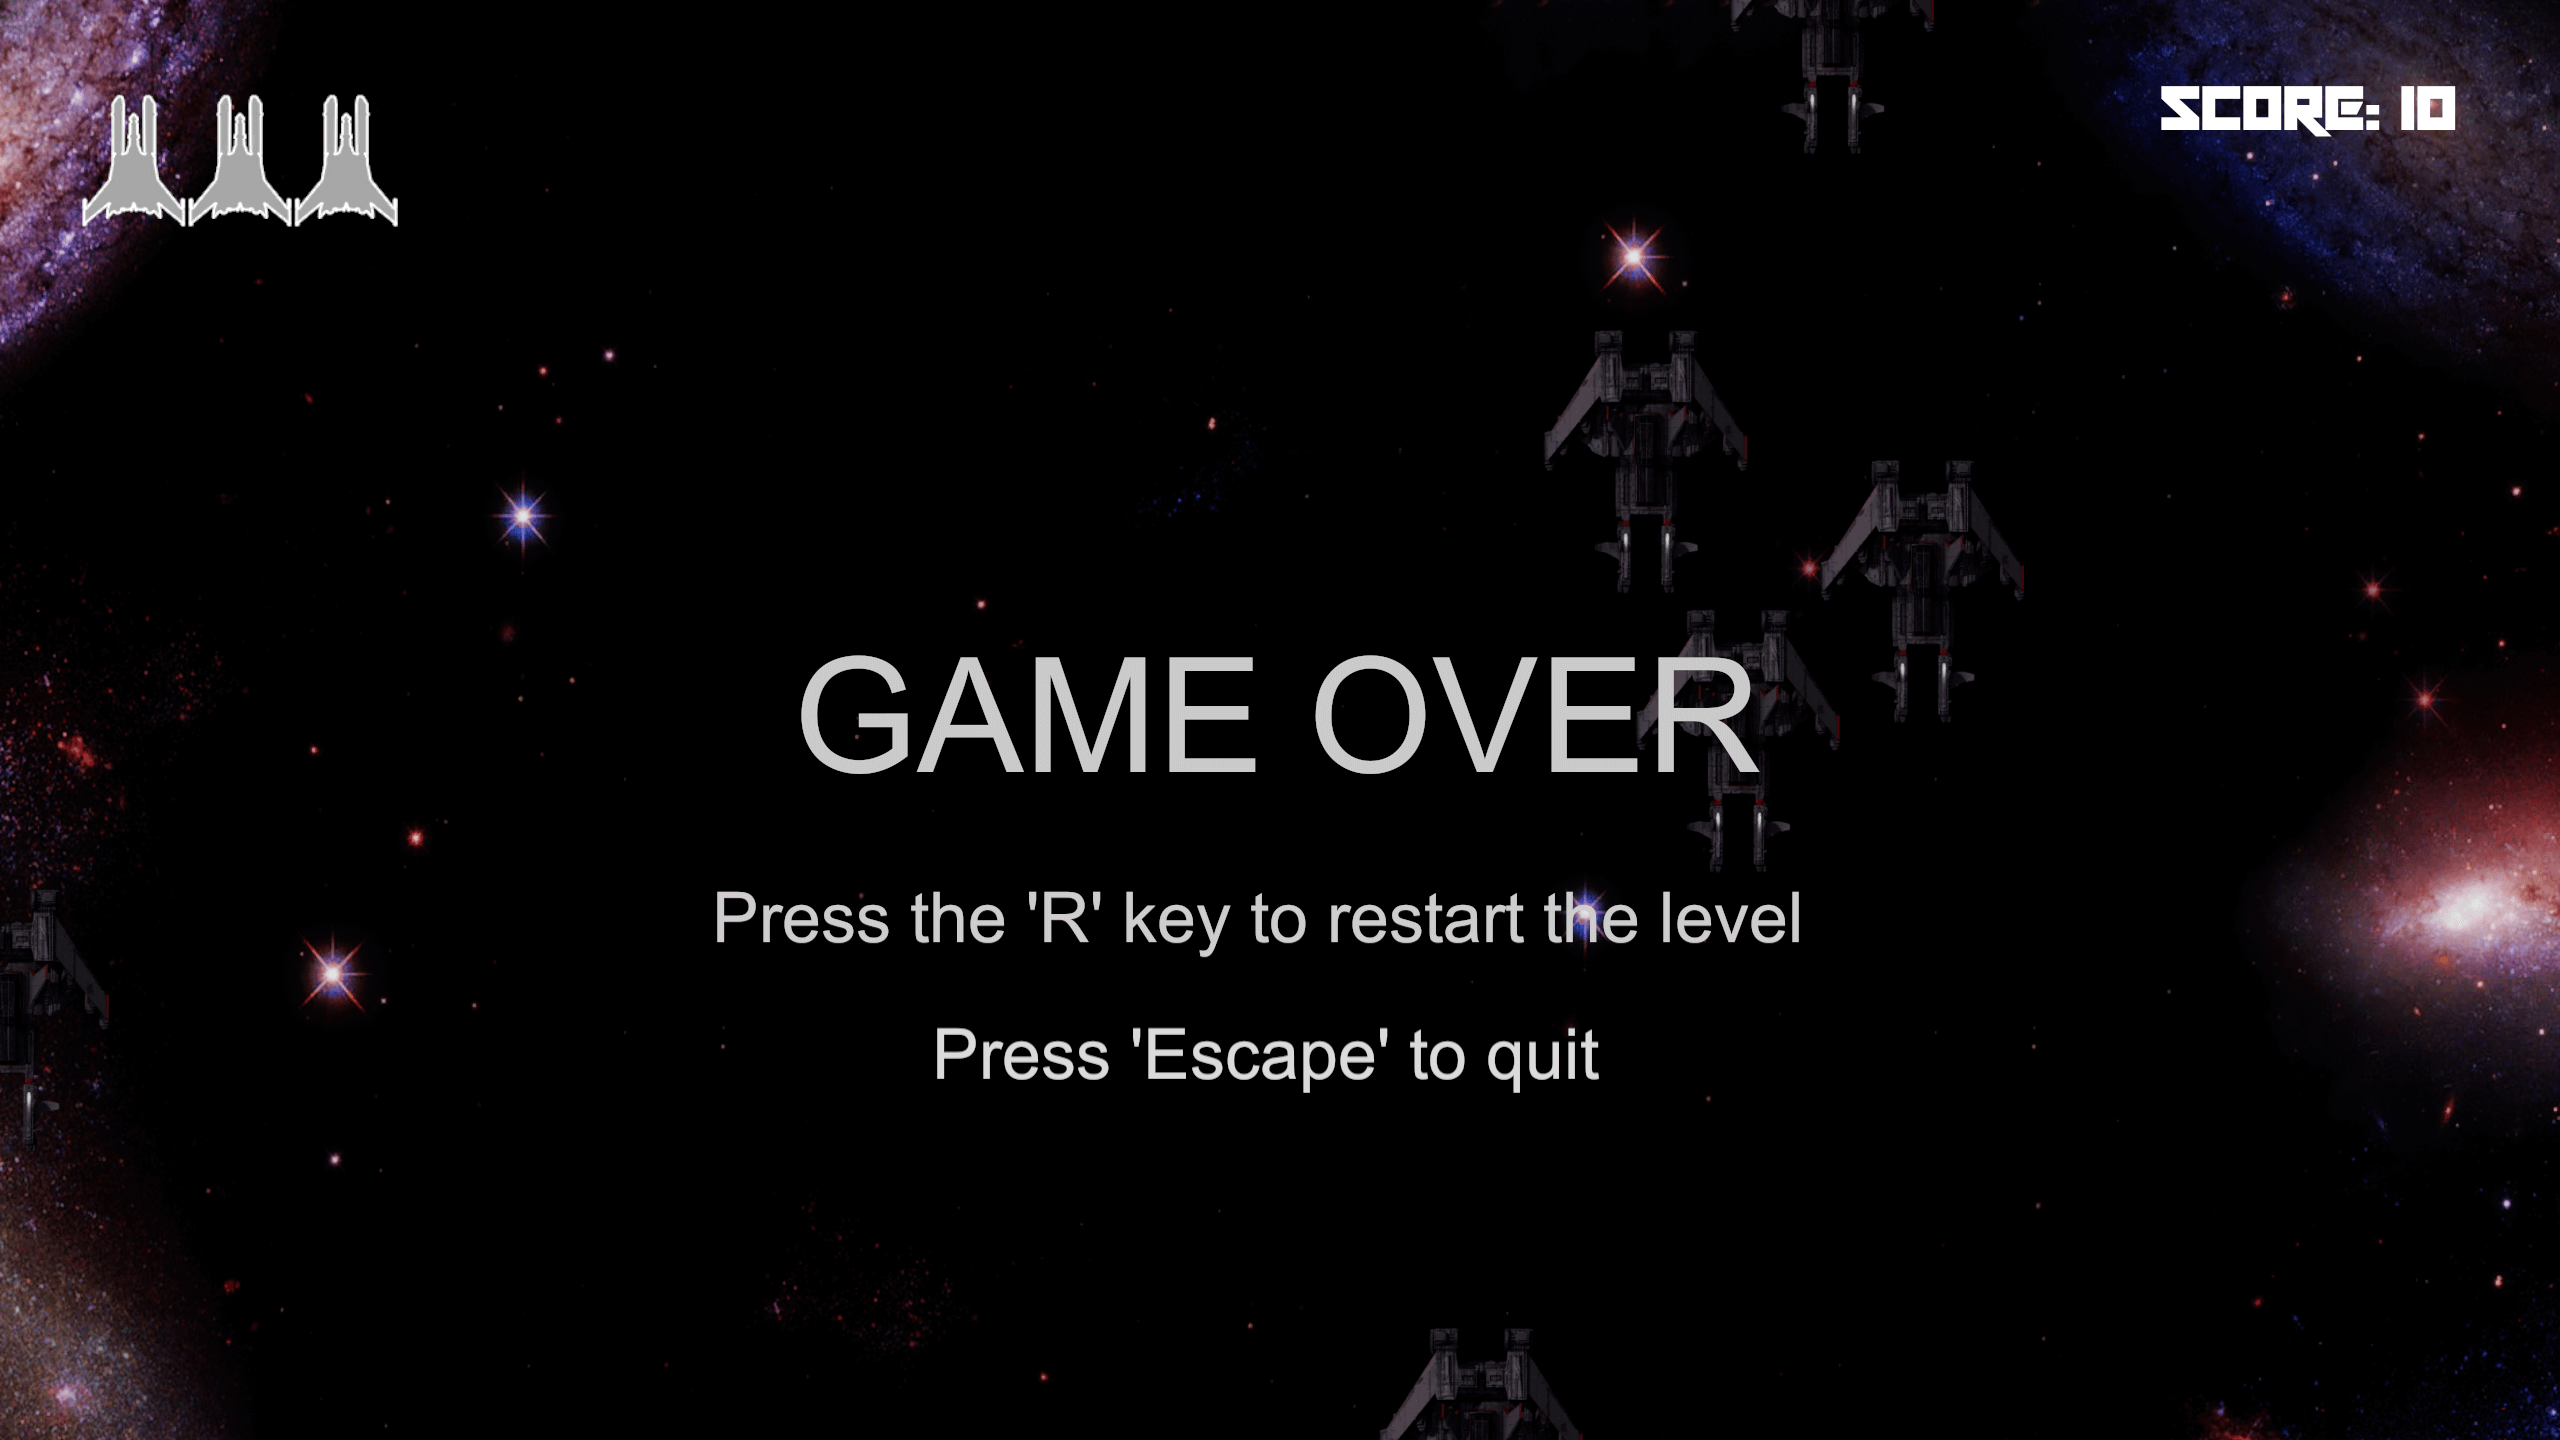 SCORE: 10
GAME OVER
Press the 'R' key to restart the level
Press 'Escape' to quit